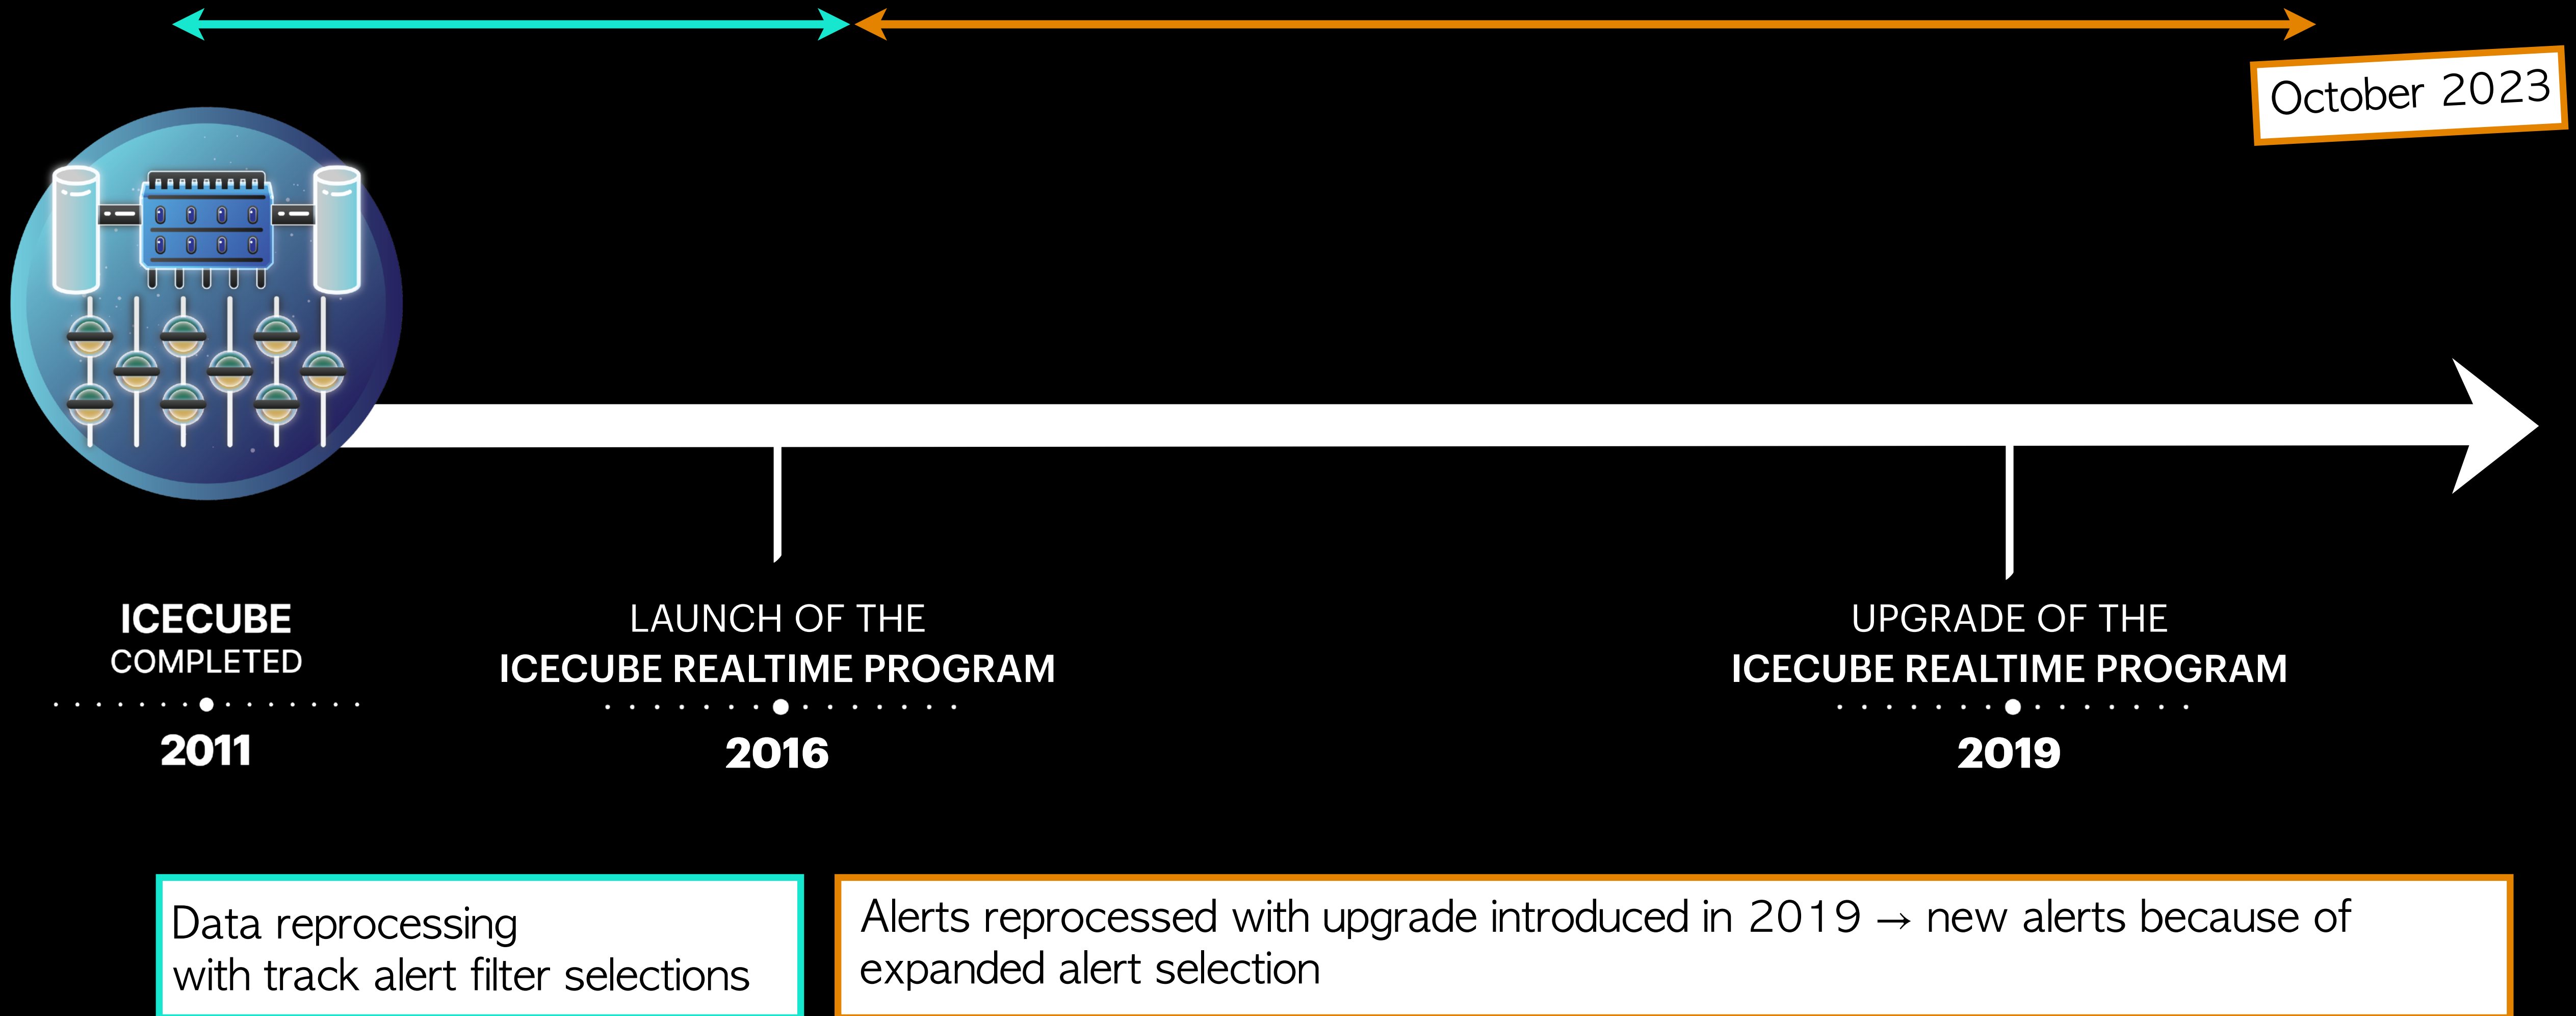 October 2023
ICECUBE
COMPLETED
2011
LAUNCH OF THE
ICECUBE REALTIME PROGRAM
2016
UPGRADE OF THE
ICECUBE REALTIME PROGRAM
2019
Data reprocessing
with track alert filter selections
Alerts reprocessed with upgrade introduced in 2019 → new alerts because of
expanded alert selection